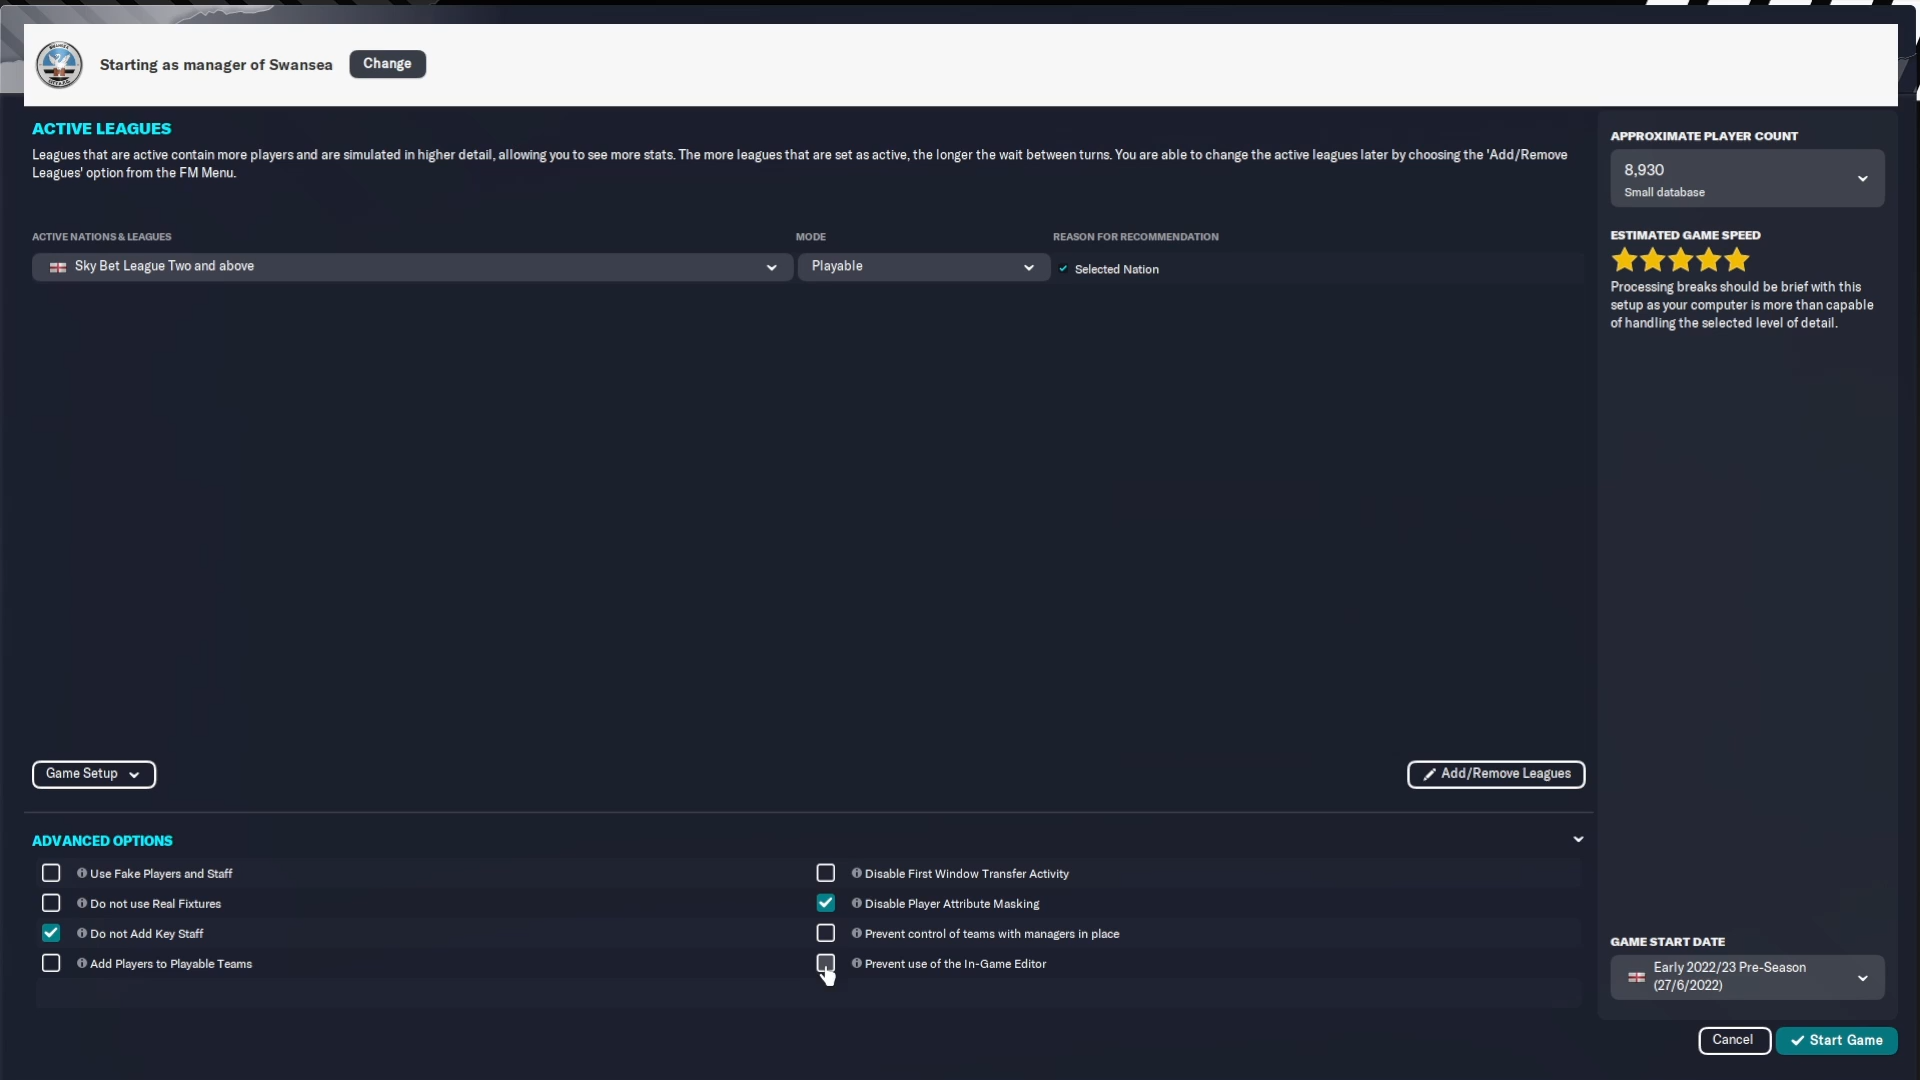 Starting as manager of Swansea
Change
ACTIVE LEAGUES
Leagues that are active contain more players and are simulated in higher detail, allowing you to see more stats. The more leagues that are set as active, the longer the wait between turns. You are able to change the active leagues later by choosing the 'Add/Remove
Leagues' option from the FM Menu.
ACTIVE NATIONS & LEAGUES
MODE
REASON FOR RECOMMENDATION
Sky Bet League Two and above
Playable
Selected Nation
APPROXIMATE PLAYER COUNT
8,930
Small database
ESTIMATED GAME SPEED
Processing breaks should be brief with this
setup as your computer is more than capable
of handling the selected level of detail.
Game Setup
Add/Remove Leagues
ADVANCED OPTIONS
Use Fake Players and Staff
Disable First Window Transfer Activity
Do not use Real Fixtures
Disable Player Attribute Masking
Do not Add Key Staff
Prevent control of teams with managers in place
Add Players to Playable Teams
Prevent use of the In-Game Editor
GAME START DATE
Early 2022/23 Pre-Season
(27/6/2022)
Cancel
Start Game